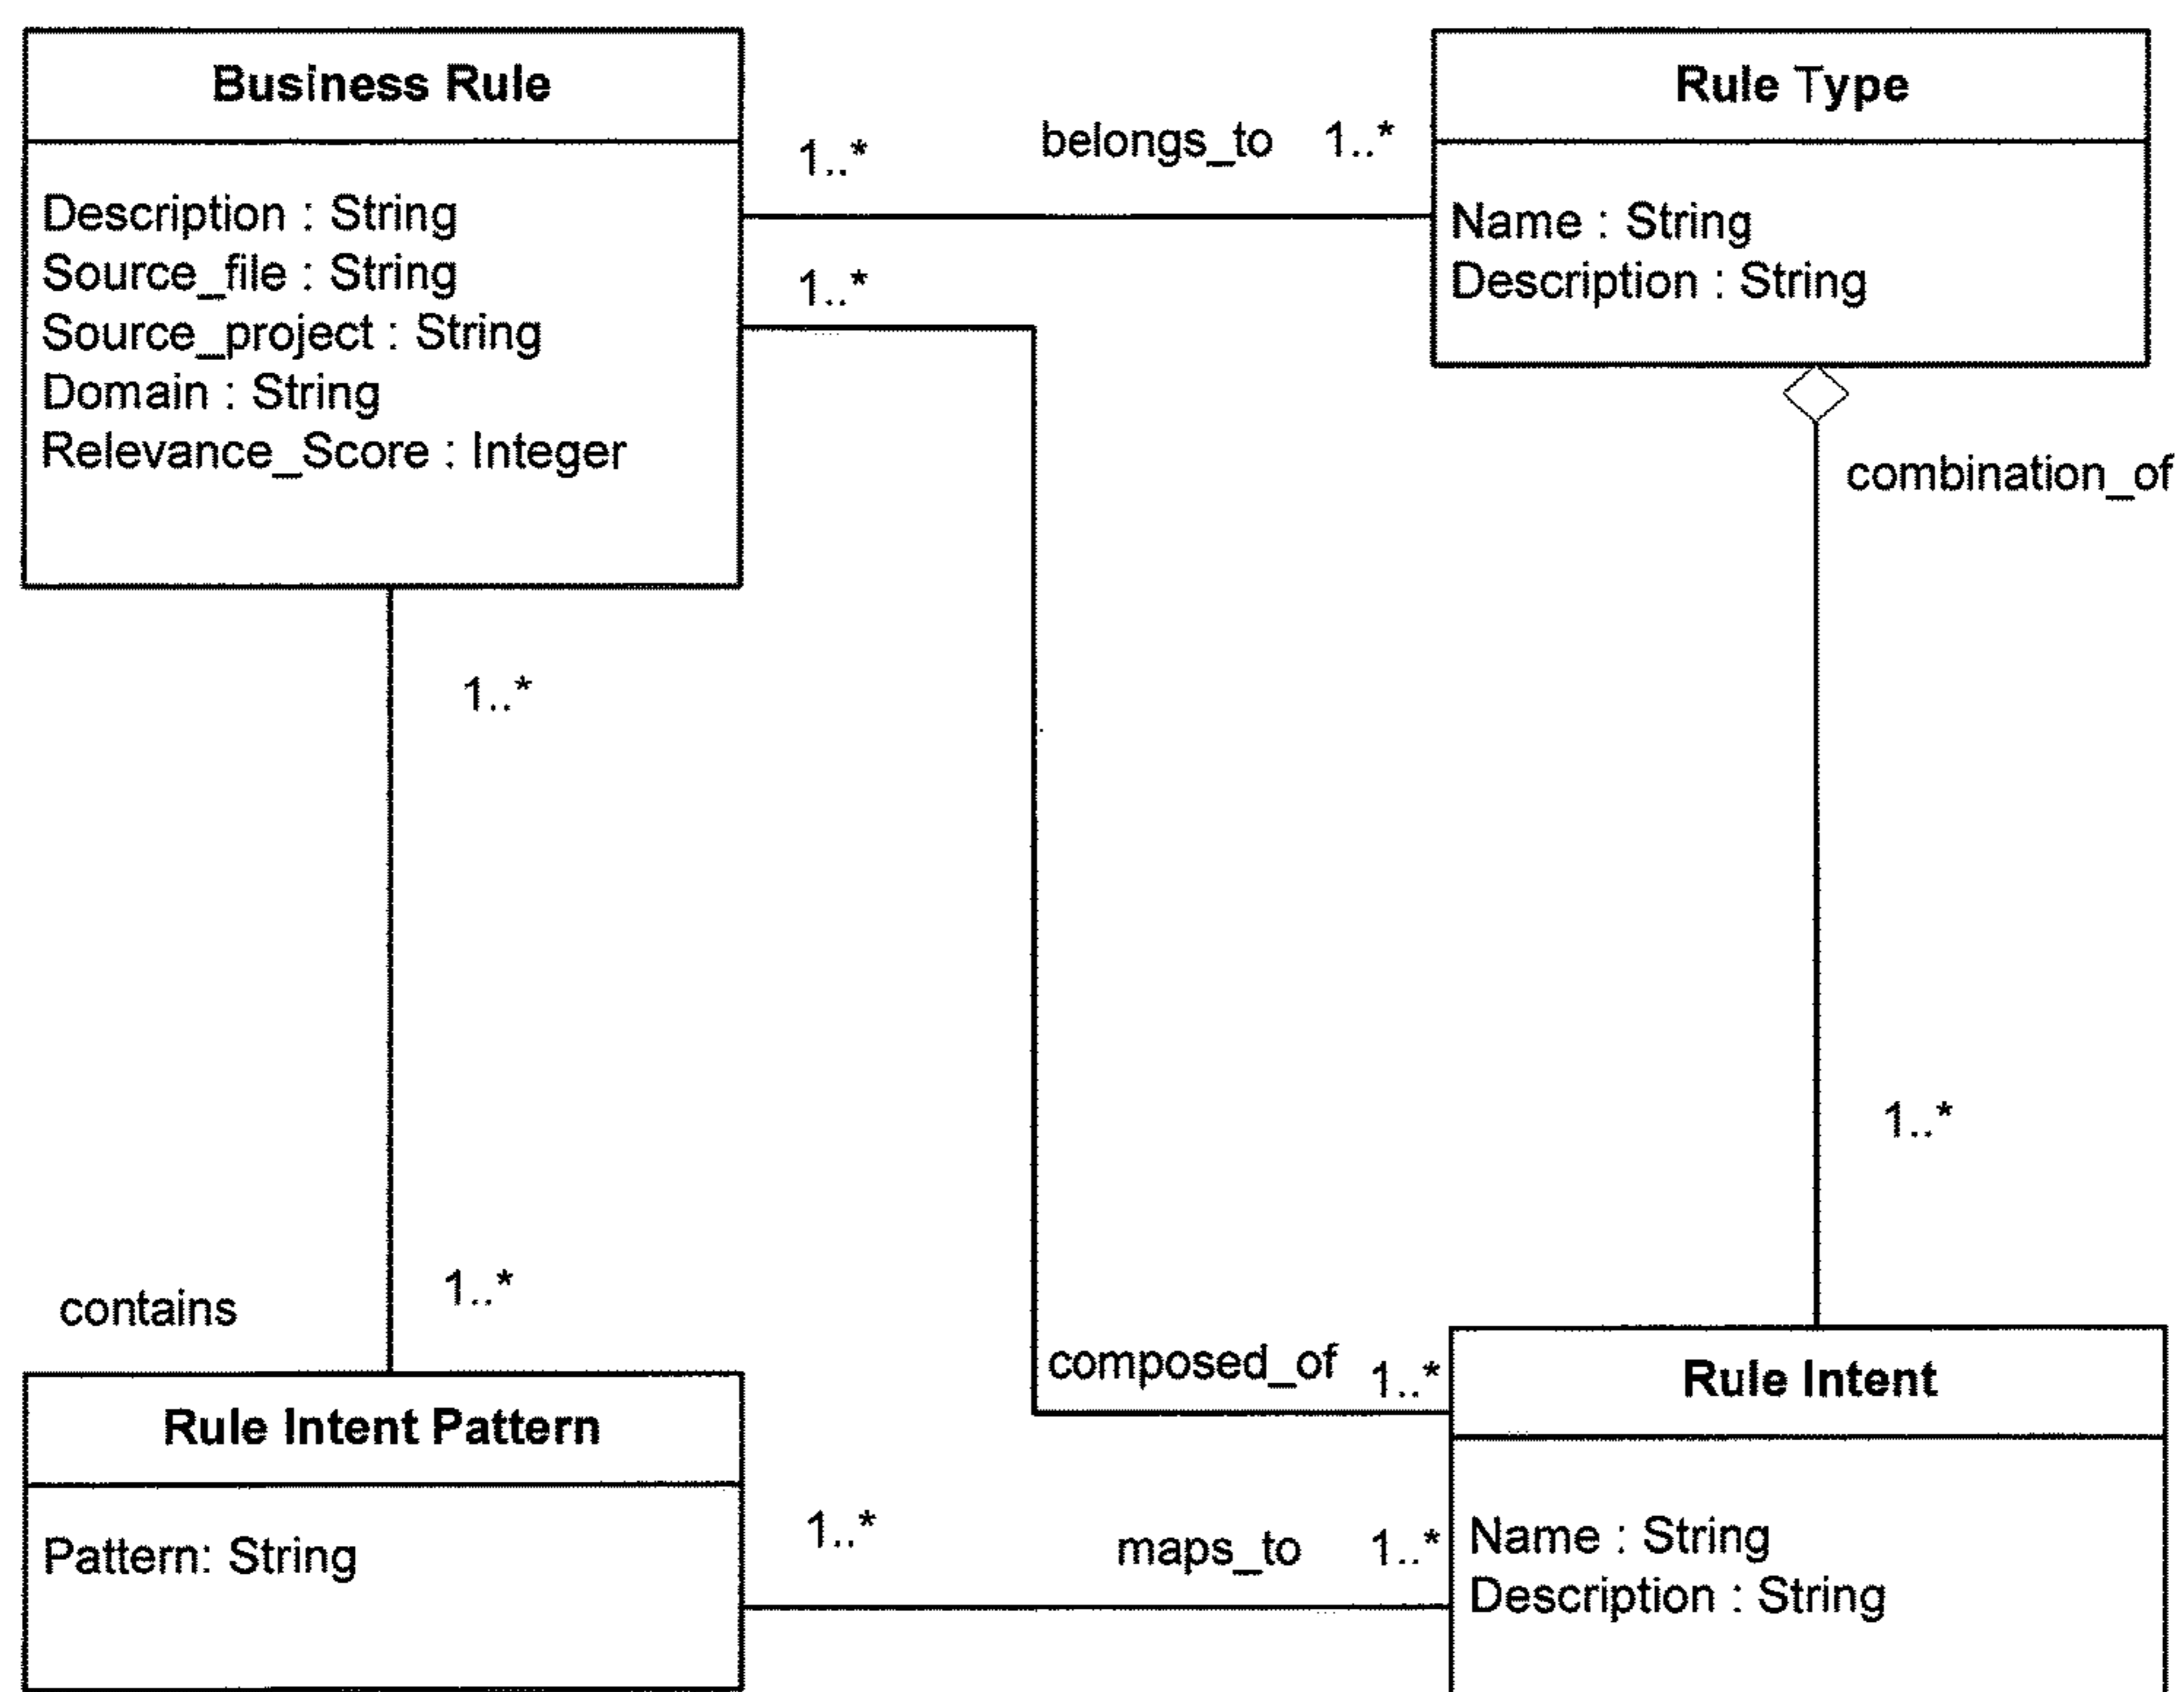 Business Rule
Description : String
Source_file : String
Source_project : String
Domain : String
Relevance_Score : Integer
1..*
belongs_to 1..*
1..*
Rule Type
Name : String
Description : String
combination_of
1..*
1..*
contains
1..*
composed_of 1..*
Rule Intent Pattern
Pattern: String
1..*
maps_to 1..*
Rule Intent
Name : String
Description : String